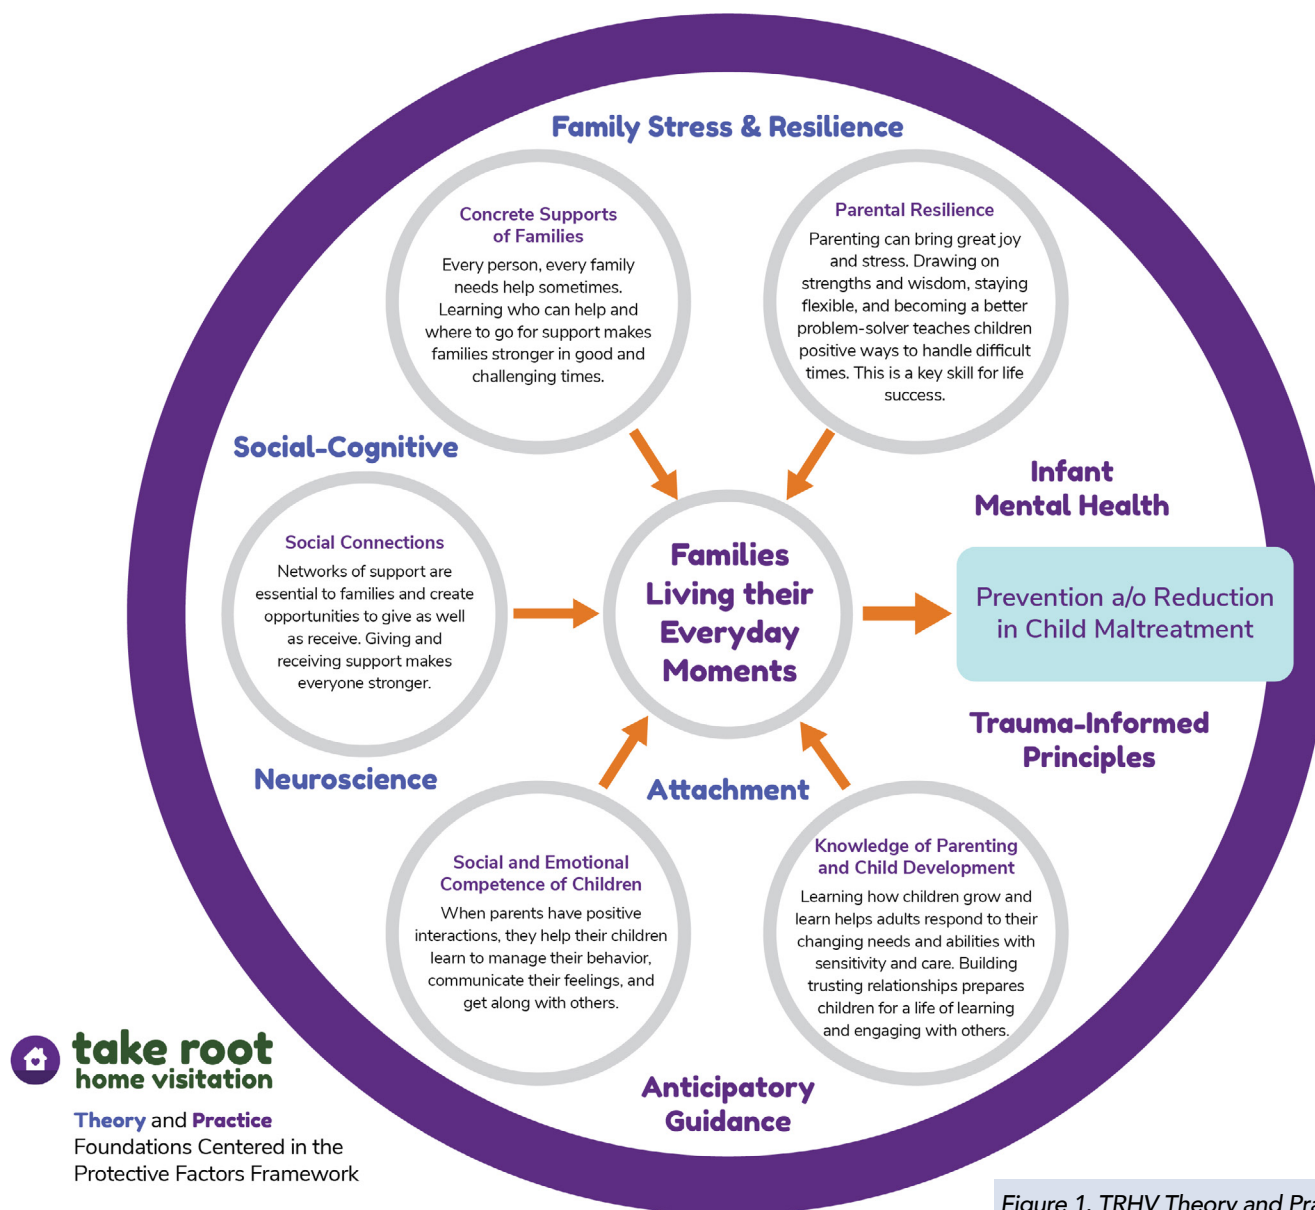 Family Stress & Resilience
Concrete Supports
of Families
Every person, every family
needs help sometimes.
Learning who can help and
where to go for support makes
families stronger in good and
challenging times.
Parental Resilience
Parenting can bring great joy
and stress. Drawing on
strengths and wisdom, staying
flexible, and becoming a better
problem-solver teaches children
positive ways to handle difficult
times. This is a key skill for life
success.
Social-Cognitive
Social Connections
Networks of support are
essential to families and create
opportunities to give as well
as receive. Giving and
receiving support makes
everyone stronger.
Neuroscience
Families
Living their
Everyday
Moments
Infant
Mental Health
Prevention a/o Reduction
in Child Maltreatment
Trauma-Informed
Principles
Attachment
Social and Emotional
Competence of Children
When parents have positive
interactions, they help their children
learn to manage their behavior,
communicate their feelings, and
get along with others.
Knowledge of Parenting
and Child Development
Learning how children grow and
learn helps adults respond to their
changing needs and abilities with
sensitivity and care. Building
trusting relationships prepares
children for a life of learning
and engaging with others.
Anticipatory
Guidance
take root
home visitation
Theory and Practice
Foundations Centered in the
Protective Factors Framework
Figure 1. TRHV Theory and Pra